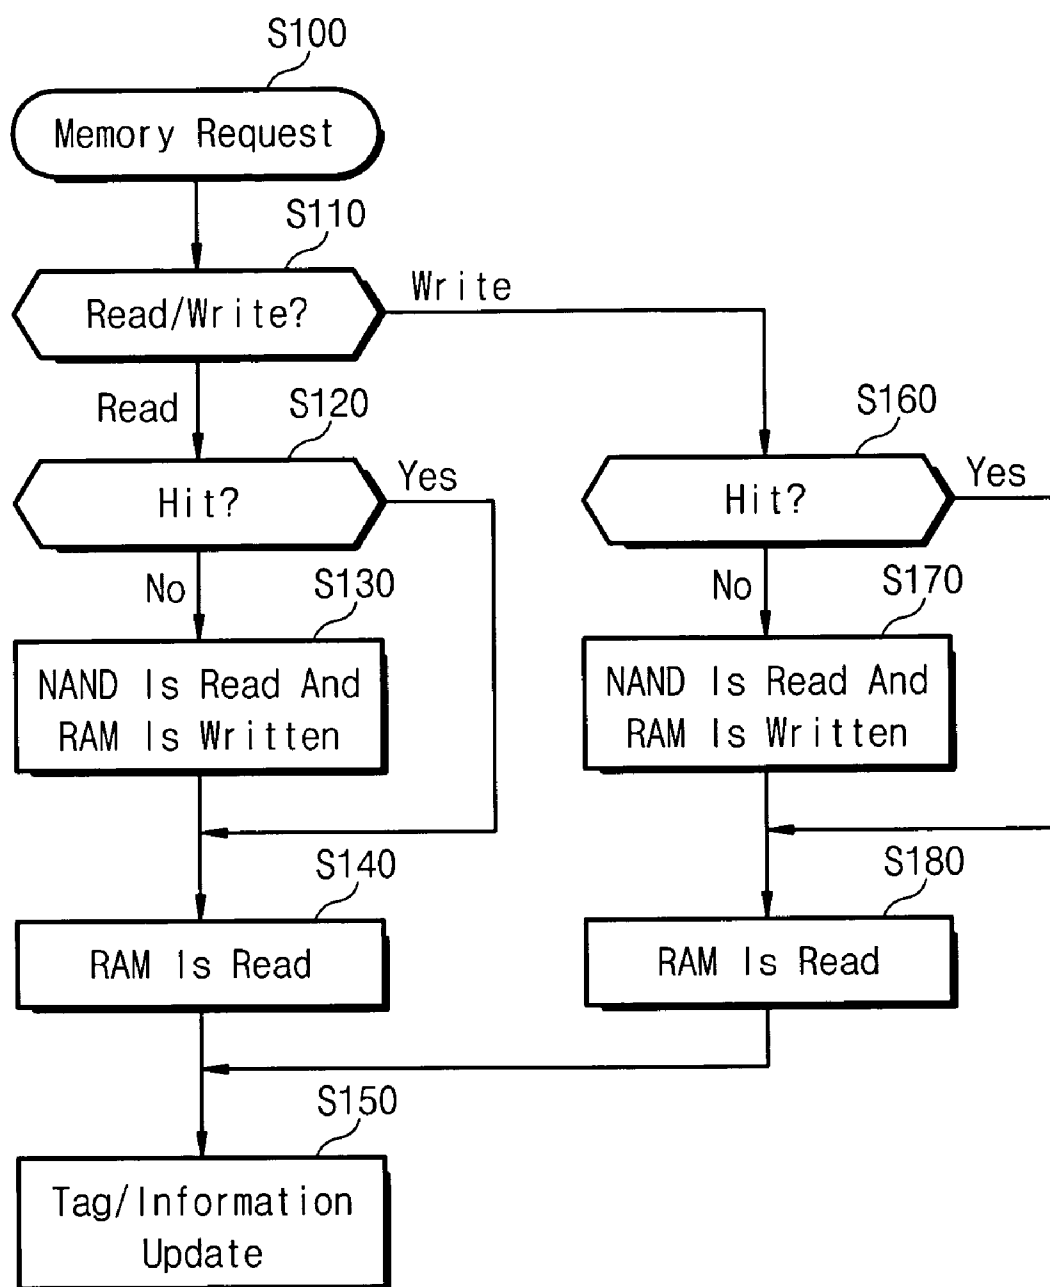 S100
Memory Request
S110
Read/Write?
Write
Read
S120
Hit?
Yes
No
S130
NAND Is Read And
RAM Is Written
S140
RAM Is Read
S150
Tag/Information
Update
S160
Hit?
Yes
No
S170
NAND Is Read And
RAM Is Written
S180
RAM Is Read